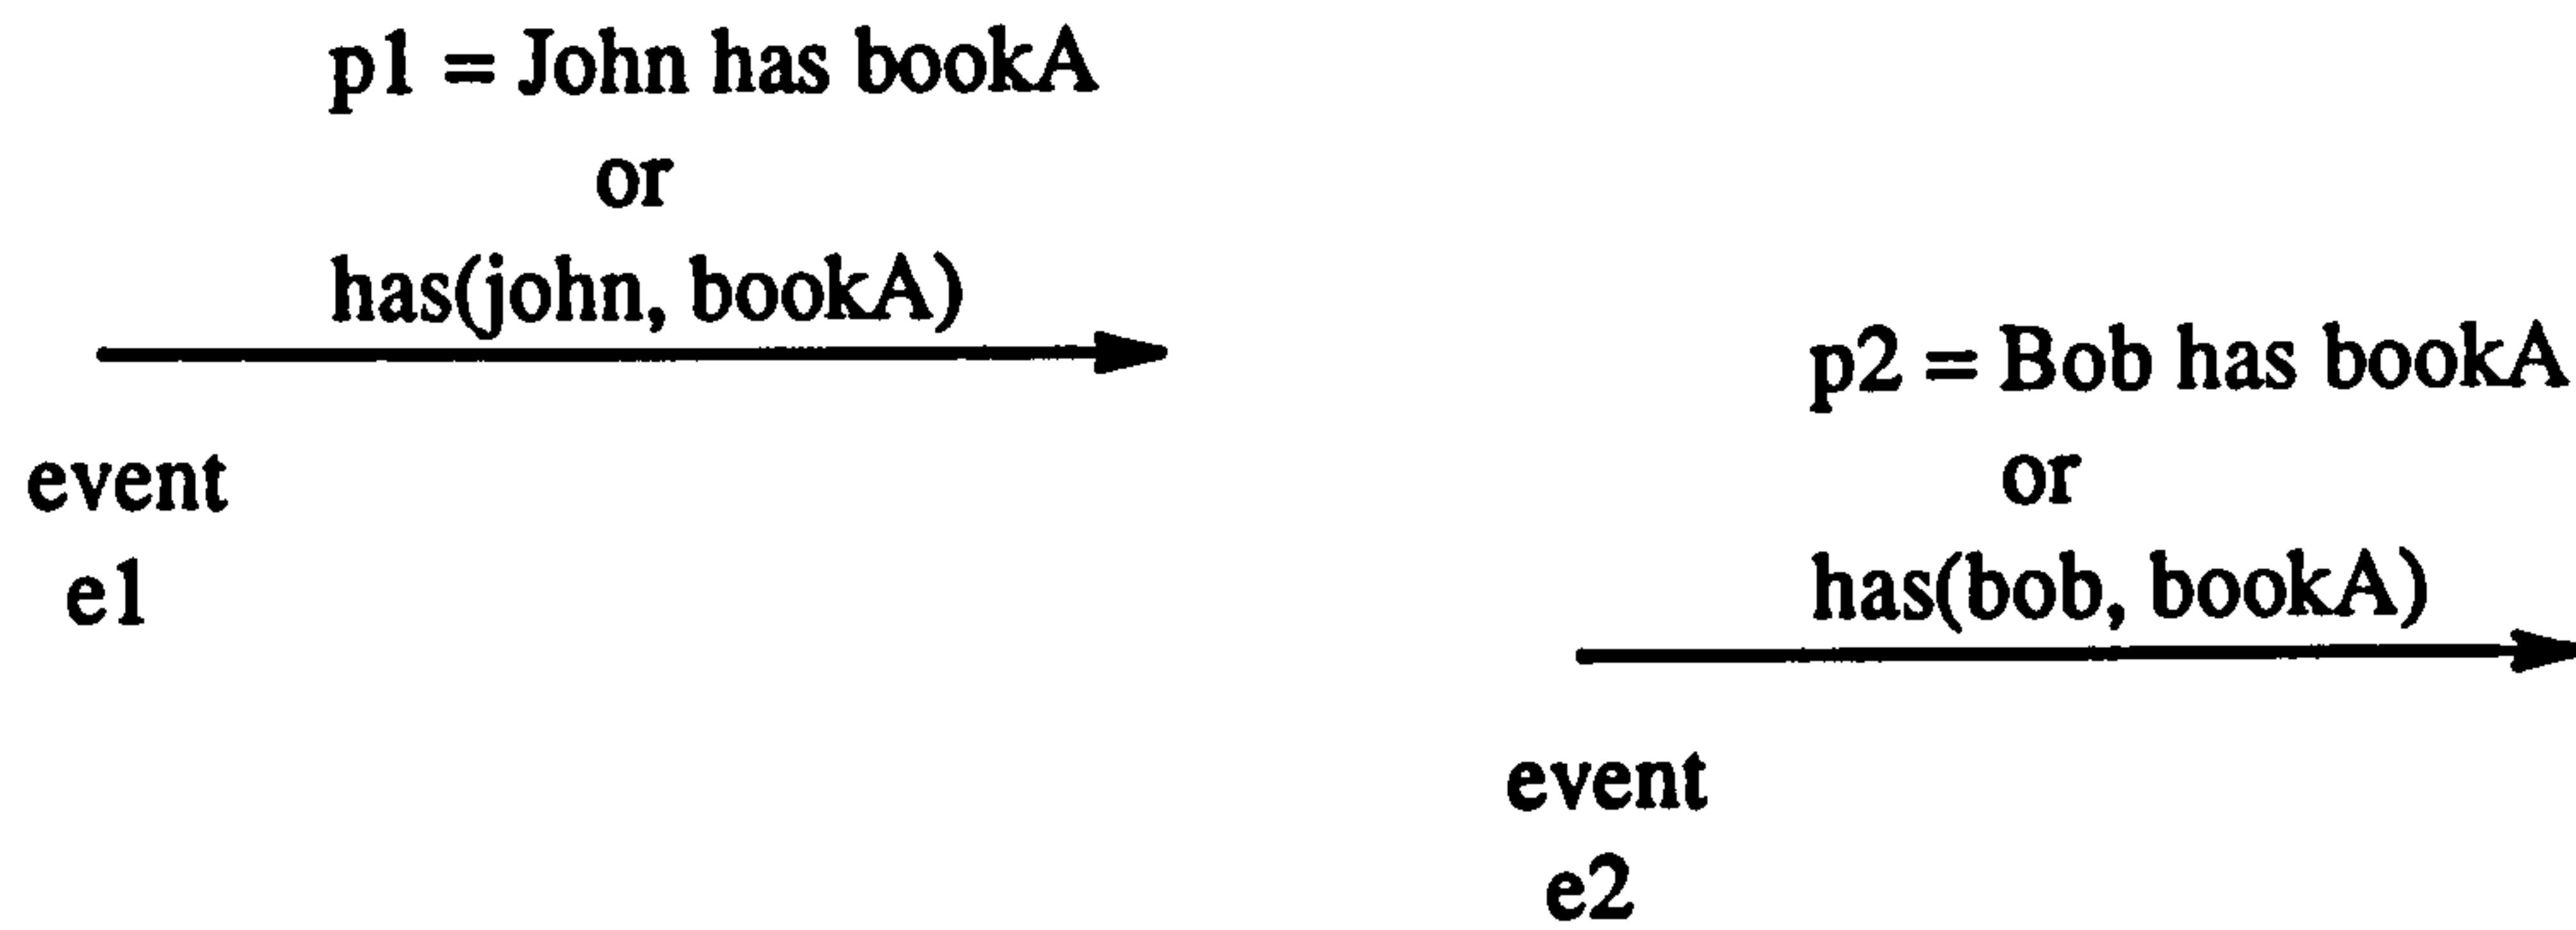 p1 = John has bookA
or
has(john, bookA)
event
e1
p2 = Bob has bookA
or
has(bob, bookA)
event
e2